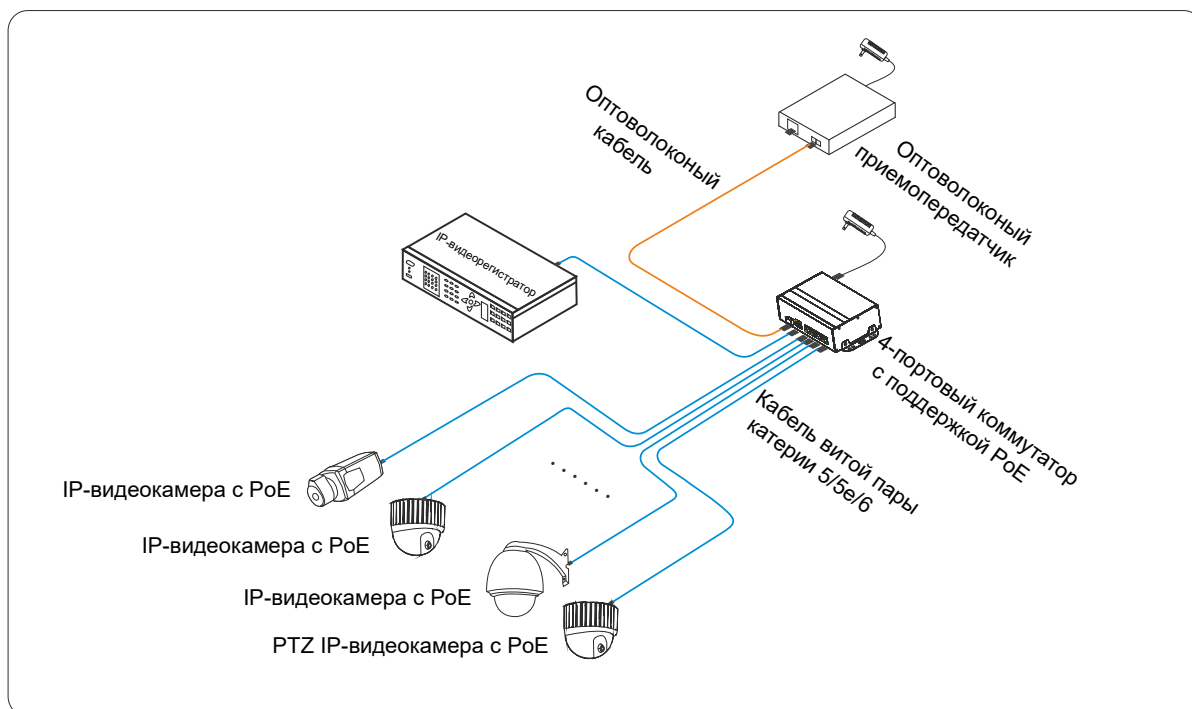 Оптоволоконый
кабель
Оптоволоконый
приемопередатчик
IP-видеорегистратор
4-портовый коммутатор
с поддержкой PoE
Кабель витой пары
катерии 5/5e/6
IP-видеокамера с PoE
IP-видеокамера с PoE
IP-видеокамера с PoE
PTZ IP-видеокамера с PoE